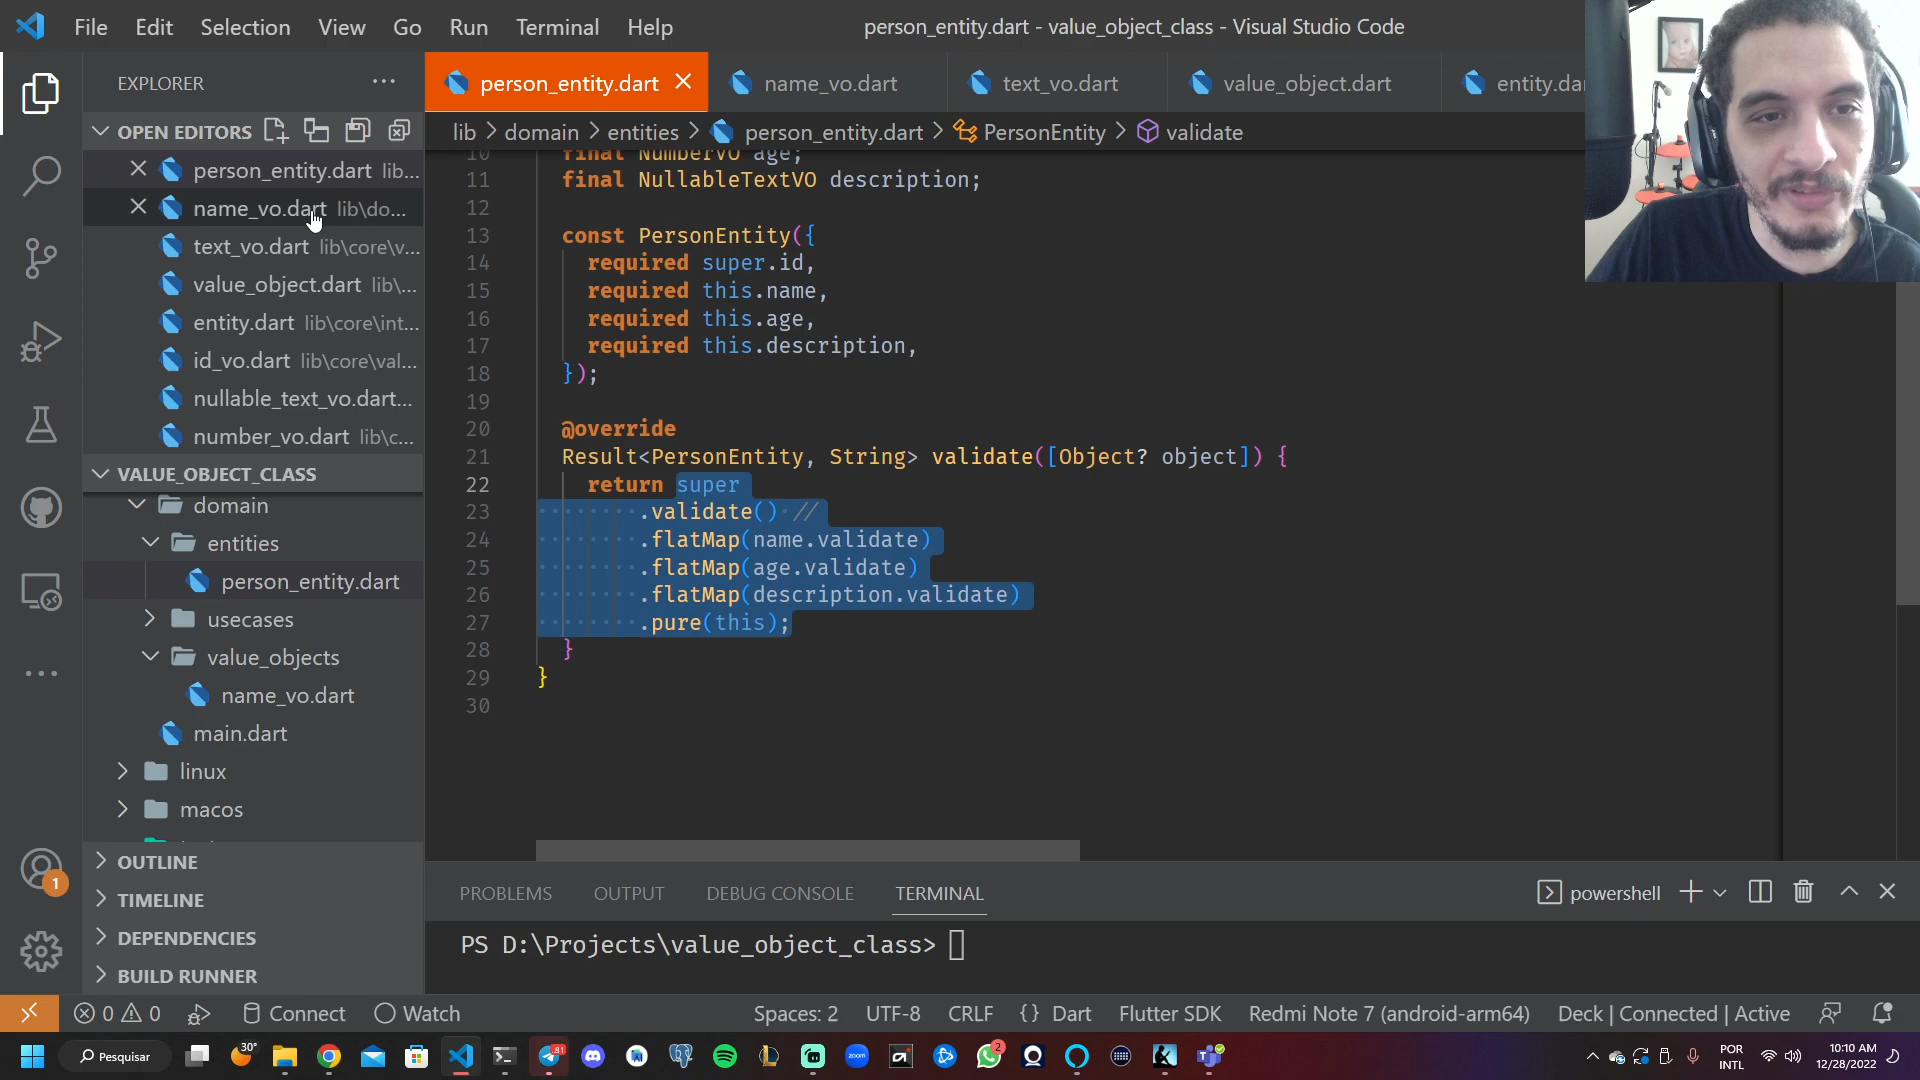 File Edit Selection View Go Run Terminal Help
person_entity.dart - value_object_class - Visual Studio Code
EXPLORER
person_entity.dart
name_vo.dart
text_vo.dart
value_object.dart
entity.dar
OPEN EDITORS
lib > domain > entities > person_entity.dart > PersonEntity > validate
person_entity.dart lib...
name_vo.dart lib\do...
text_vo.dart lib\core\v...
value_object.dart lib\...
entity.dart lib\core\int...
id_vo.dart lib\core\val...
nullable_text_vo.dart...
number_vo.dart lib\c...
VALUE_OBJECT_CLASS
domain
entities
person_entity.dart
usecases
value_objects
name_vo.dart
main.dart
linux
macos
OUTLINE
TIMELINE
DEPENDENCIES
BUILD RUNNER
10 final NumberVO age;
11 final NullableTextVO description;
12
13 const PersonEntity({
14 required super.id,
15 required this.name,
16 required this.age,
17 required this.description,
18 });
19
20 @override
21 Result<PersonEntity, String> validate([Object? object]) {
22 return super
23 .validate() //
24 .flatMap(name.validate)
25 .flatMap(age.validate)
26 .flatMap(description.validate)
27 .pure(this);
28 }
29 }
30
PROBLEMS OUTPUT DEBUG CONSOLE TERMINAL
powershell
PS D:\Projects\value_object_class>
1
0 0 Connect Watch
Spaces: 2 UTF-8 CRLF {} Dart Flutter SDK Redmi Note 7 (android-arm64) Deck | Connected | Active
Pesquisar
30°
81
zoom
2
POR
INTL
10:10 AM
12/28/2022